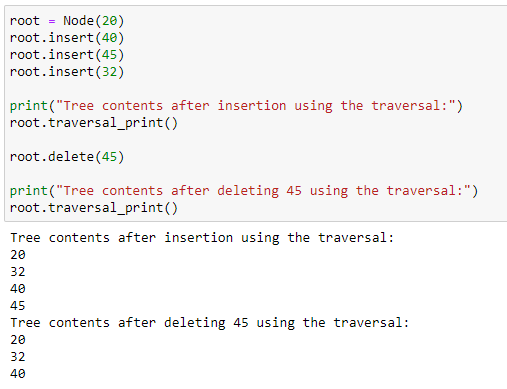 root = Node(20)
root.insert(40)
root.insert(45)
root.insert(32)
print("Tree contents after insertion using the traversal:")
root.traversal_print()
root.delete(45)
print("Tree contents after deleting 45 using the traversal:")
root.traversal_print()
Tree contents after insertion using the traversal:
20
32
40
45
Tree contents after deleting 45 using the traversal:
20
32
40